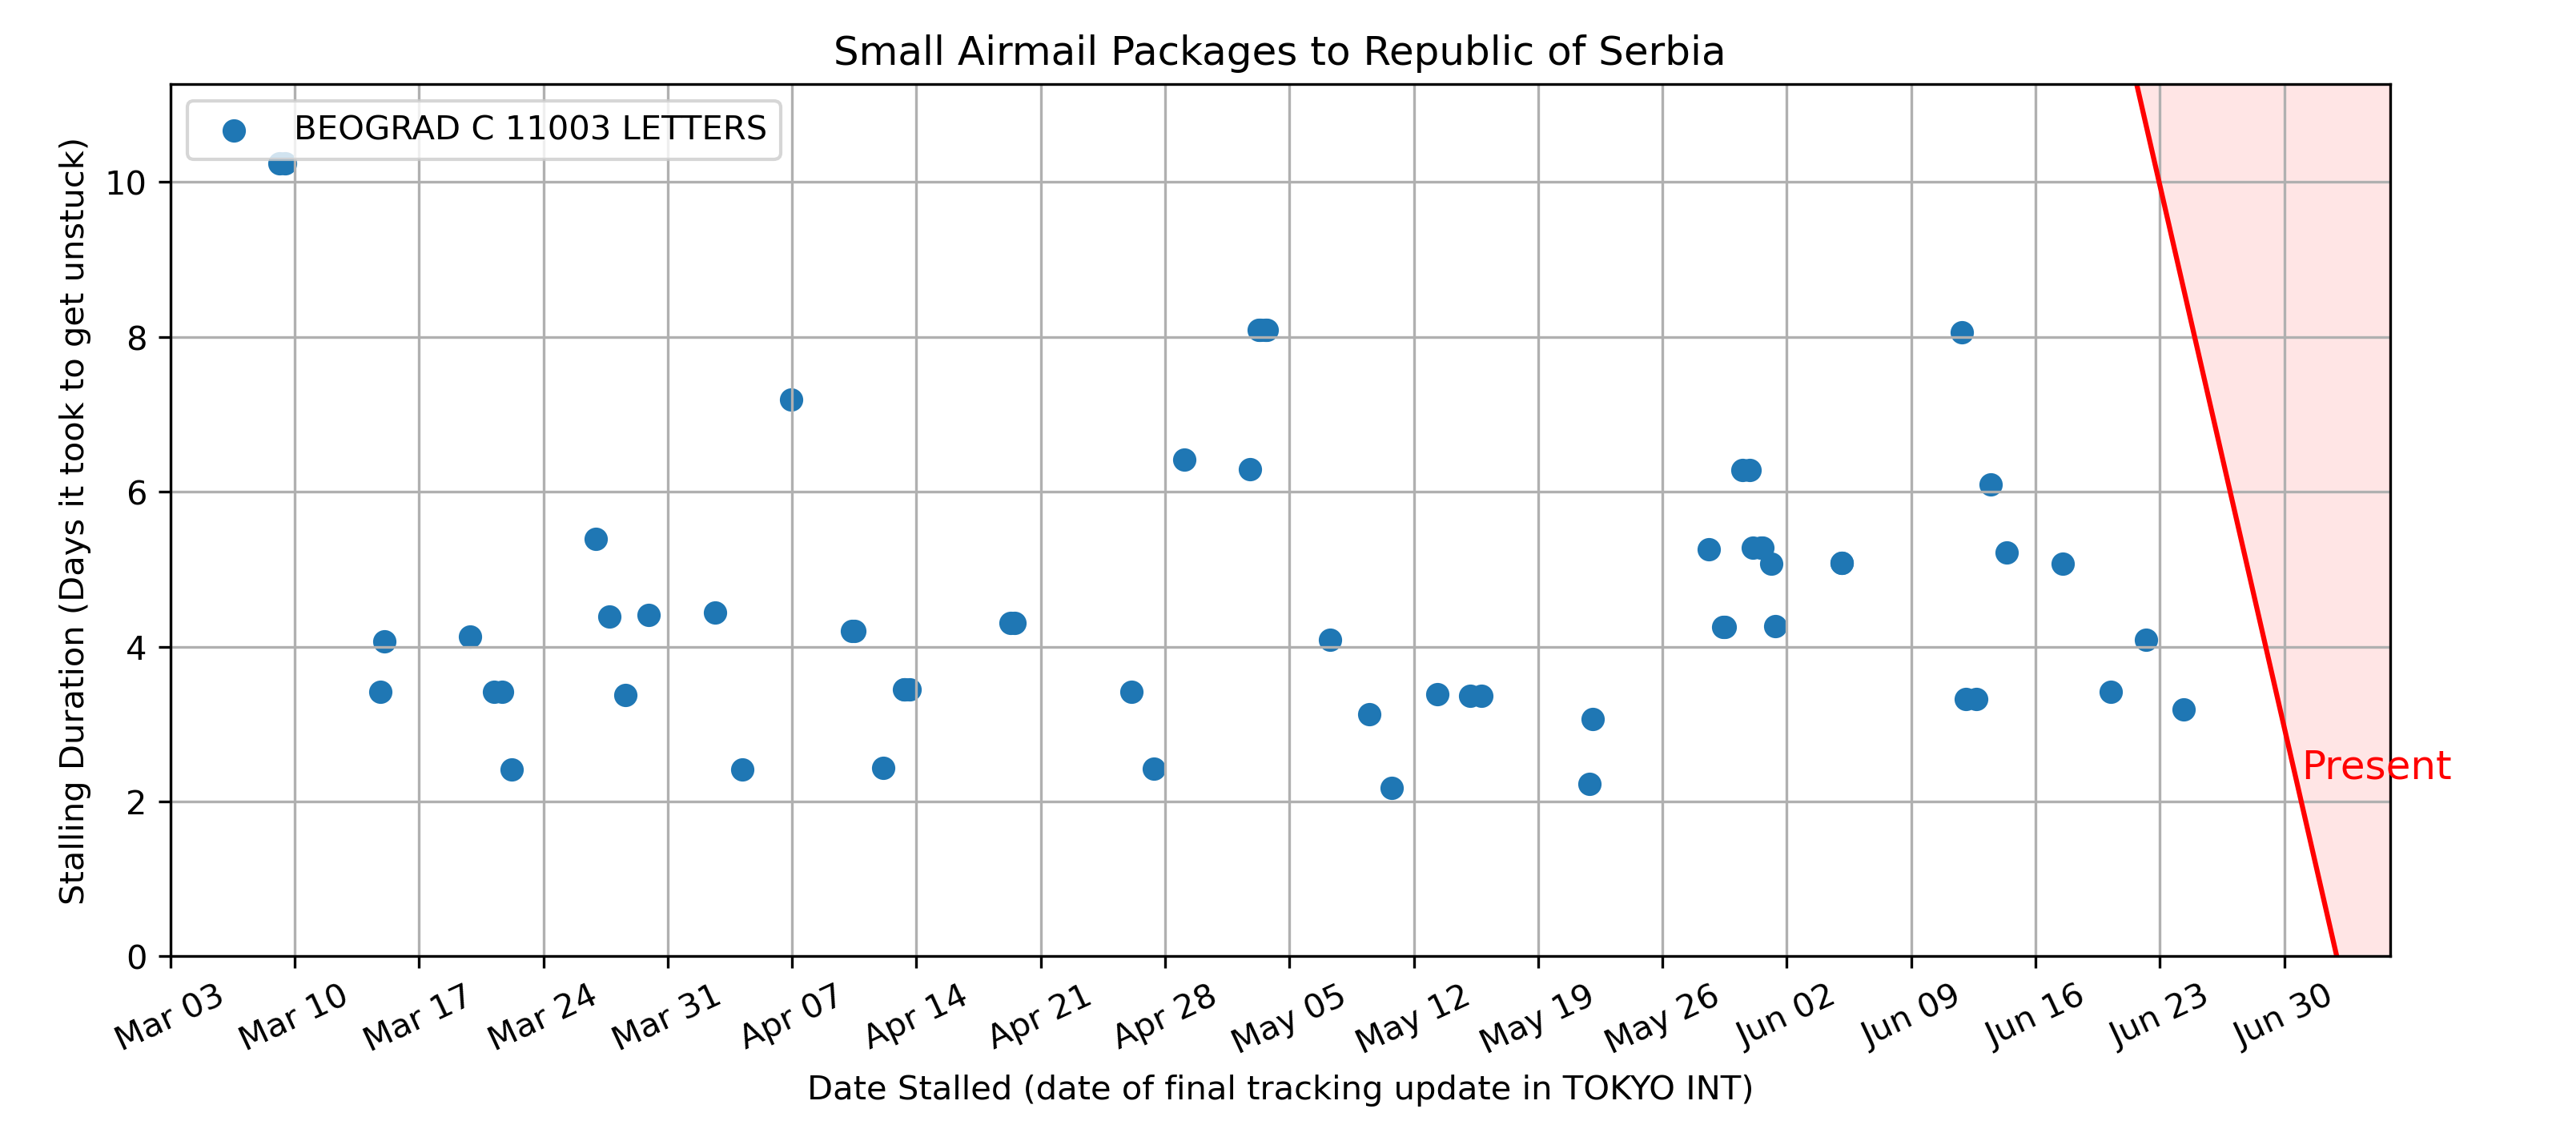 Small Airmail Packages to Republic of Serbia
BEOGRAD C 11003 LETTERS
Stalling Duration (Days it took to get unstuck)
10
8
6
4
2
0
Present
Mar 03
Mar 10
Mar 17
Mar 24
Mar 31
Apr 07
Apr 14
Apr 21
Apr 28
May 05
May 12
May 19
May 26
Jun 02
Jun 09
Jun 16
Jun 23
Jun 30
Date Stalled (date of final tracking update in TOKYO INT)